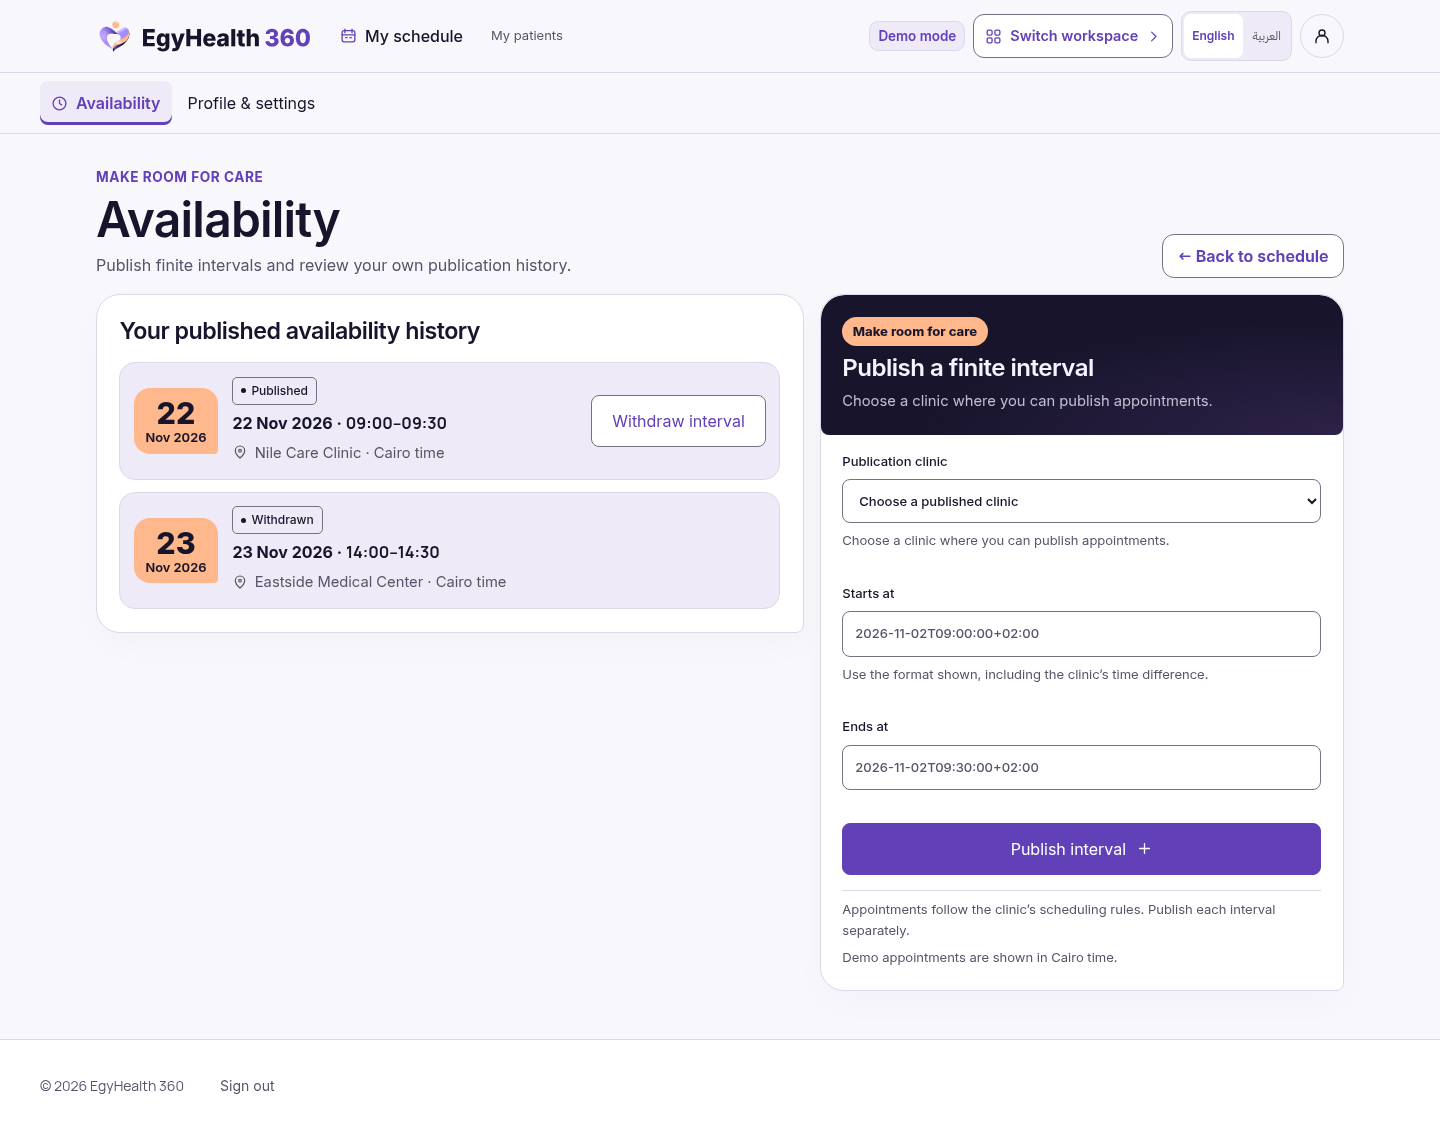 EgyHealth 360
My schedule
My patients
Demo mode
Switch workspace
English
العربية
Availability
Profile & settings
MAKE ROOM FOR CARE
Availability
Publish finite intervals and review your own publication history.
← Back to schedule
Your published availability history
22
Nov 2026
Published
22 Nov 2026 · 09:00–09:30
Nile Care Clinic · Cairo time
Withdraw interval
23
Nov 2026
Withdrawn
23 Nov 2026 · 14:00–14:30
Eastside Medical Center · Cairo time
Make room for care
Publish a finite interval
Choose a clinic where you can publish appointments.
Publication clinic
Choose a published clinic
Choose a clinic where you can publish appointments.
Starts at
2026-11-02T09:00:00+02:00
Use the format shown, including the clinic’s time difference.
Ends at
2026-11-02T09:30:00+02:00
Publish interval +
Appointments follow the clinic’s scheduling rules. Publish each interval
separately.
Demo appointments are shown in Cairo time.
© 2026 EgyHealth 360
Sign out